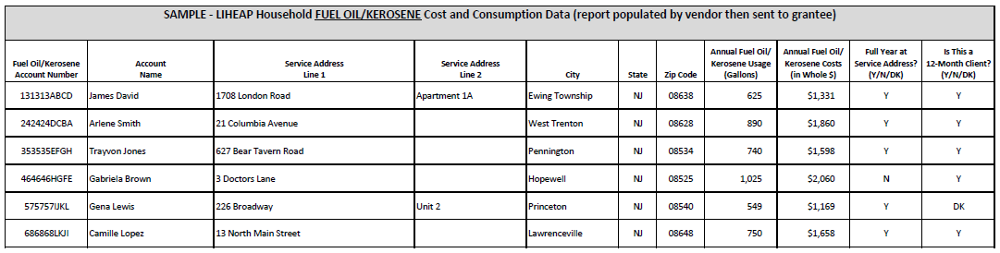 SAMPLE - LIHEAP Household FUEL OIL/KEROSENE Cost and Consumption Data (report populated by vendor then sent to grantee)
Fuel Oil/Kerosene Account Number Account Name Service Address Line 1 Service Address Line 2 City State Zip Code Annual Fuel Oil/ Kerosene Usage (Gallons) Annual Fuel Oil/ Kerosene Costs (in Whole $) Full Year at Service Address? (Y/N/DK) Is This a 12-Month Client? (Y/N/DK)
131313ABCD James David 1708 London Road Apartment 1A Ewing Township NJ 08638 625 $1,331 Y Y
242424DCBA Arlene Smith 21 Columbia Avenue West Trenton NJ 08628 890 $1,860 Y Y
353535EFGH Trayvon Jones 627 Bear Tavern Road Pennington NJ 08534 740 $1,598 Y Y
464646HGFE Gabriela Brown 3 Doctors Lane Hopewell NJ 08525 1,025 $2,060 N Y
575757IJKL Gena Lewis 226 Broadway Unit 2 Princeton NJ 08540 549 $1,169 Y DK
686868LKJI Camille Lopez 13 North Main Street Lawrenceville NJ 08648 750 $1,658 Y Y